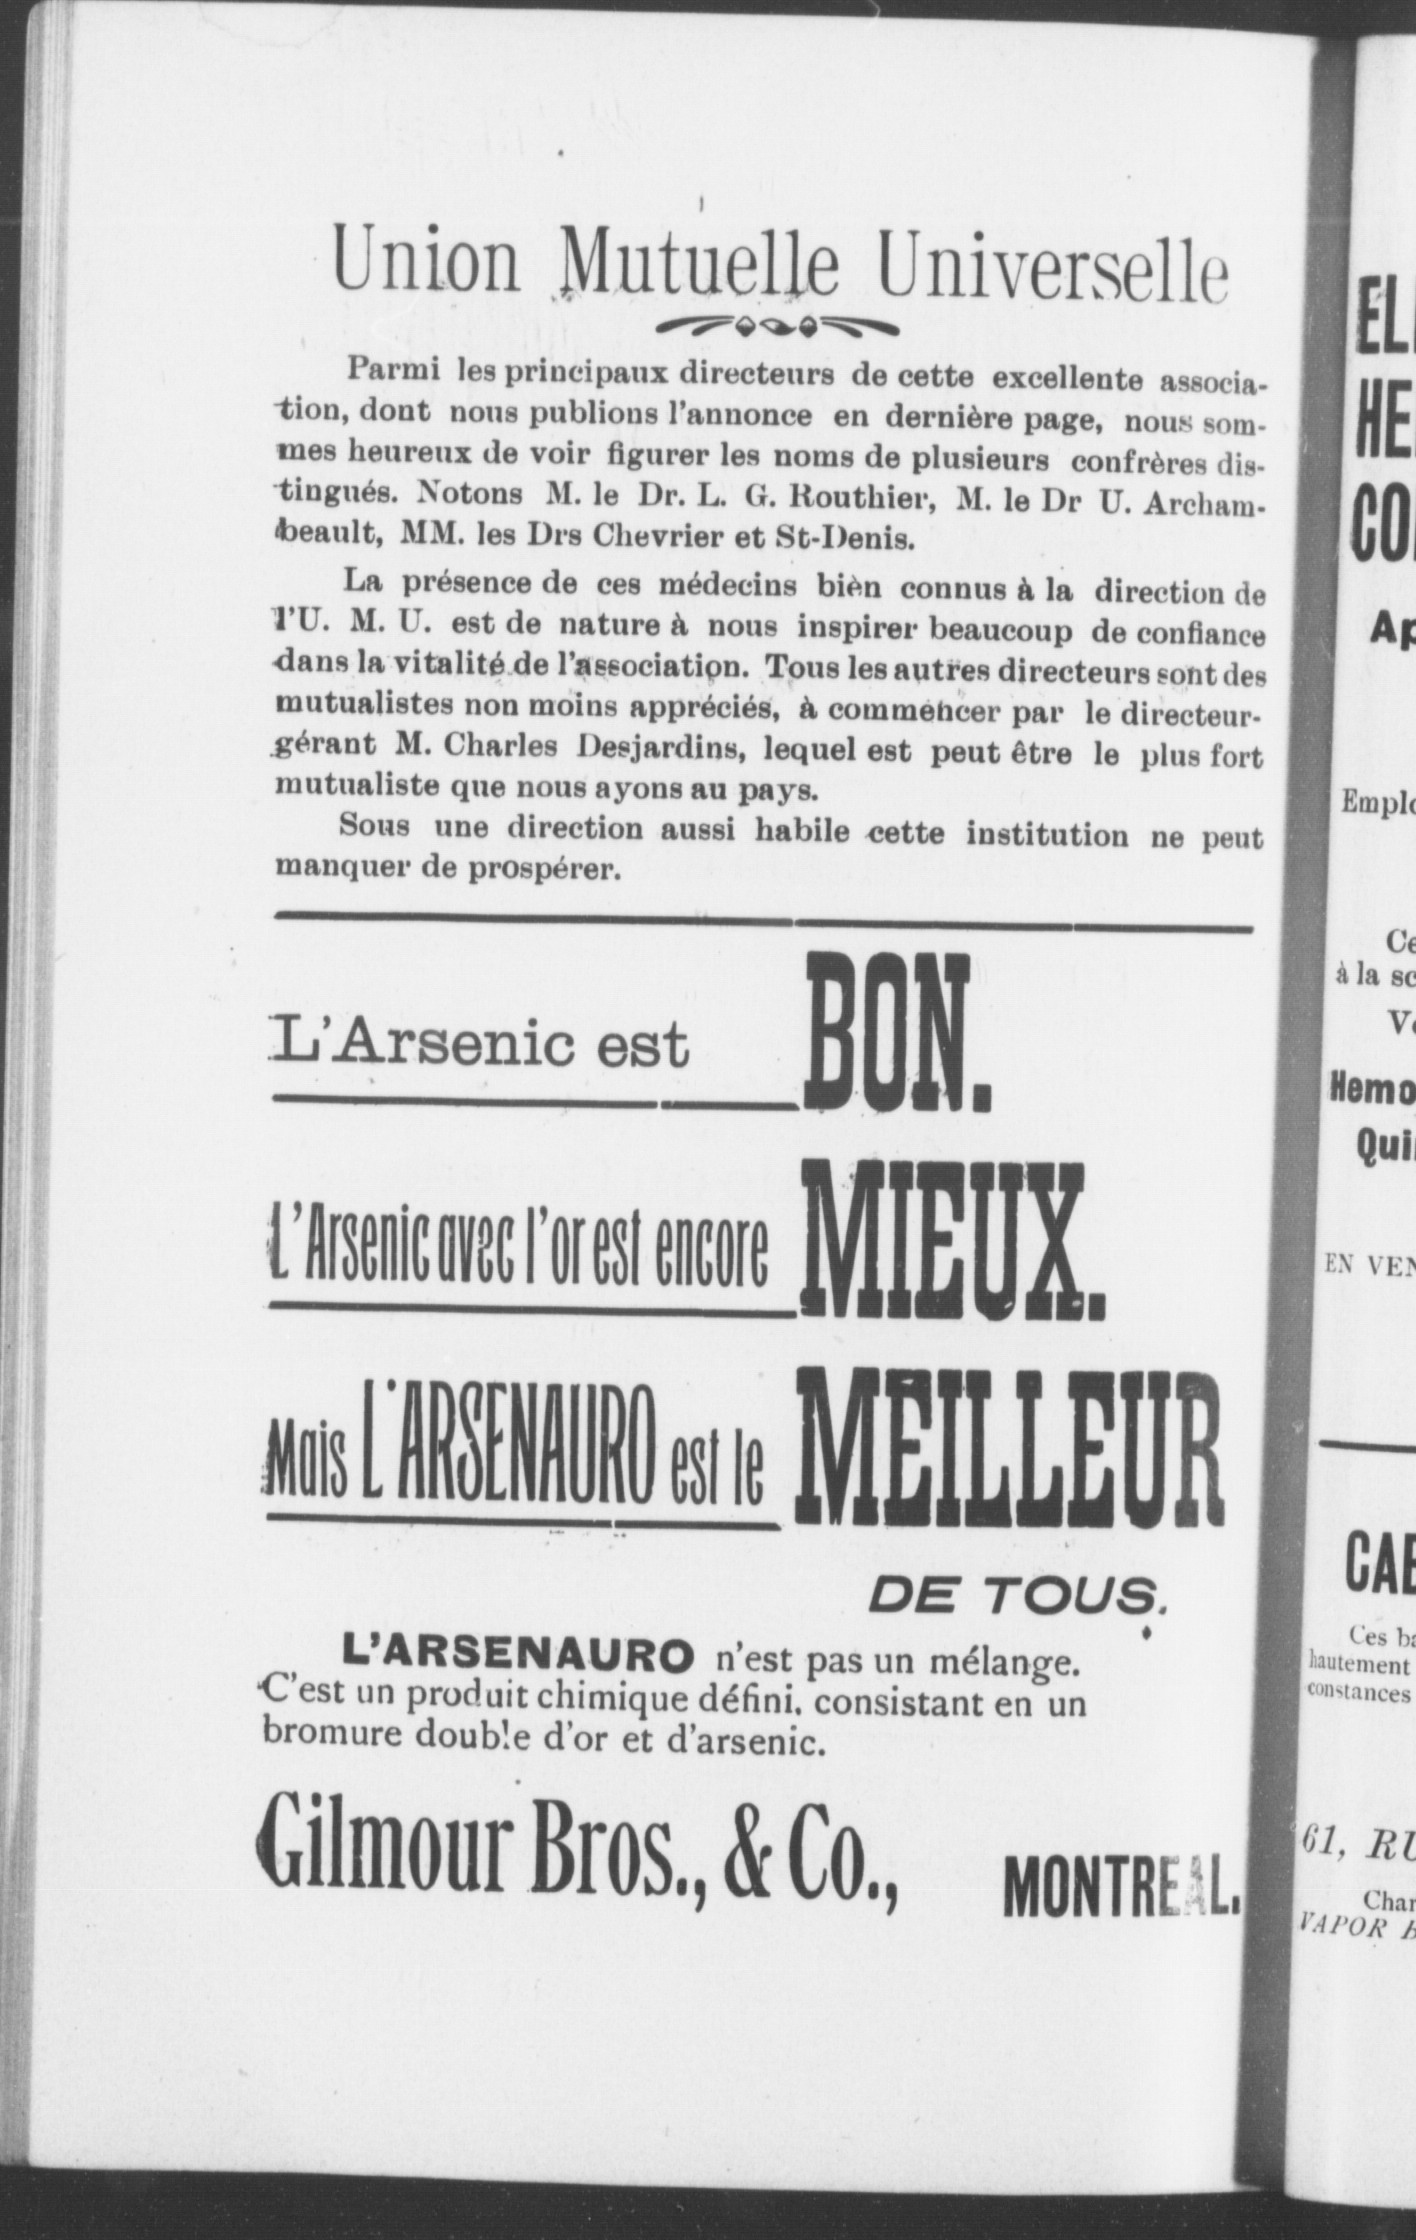 Union Mutuelle Universelle
Parmi les principaux directeurs de cette excellente associa-
tion, dont nous publions l'annonce en dernière page, nous som-
mes heureux de voir figurer les noms de plusieurs confrères dis-
tingués. Notons M. le Dr. L. G. Routhier, M. le Dr U. Archam-
beault, MM. les Drs Chevrier et St-Denis.
La présence de ces médecins bièn connus à la direction de
l'U. M. U. est de nature à nous inspirer beaucoup de confiance
dans la vitalité de l'association. Tous les autres directeurs sont des
mutualistes non moins appréciés, à commencer par le directeur-
gérant M. Charles Desjardins, lequel est peut être le plus fort
mutualiste que nous ayons au pays.
Sous une direction aussi habile cette institution ne peut
manquer de prospérer.
L'Arsenic est BON.
L'Arsenic avec l'or est encore MIEUX.
Mais L'ARSENAURO est le MEILLEUR
DE TOUS.
L'ARSENAURO n'est pas un mélange.
C'est un produit chimique défini, consistant en un
bromure double d'or et d'arsenic.
Gilmour Bros., & Co., MONTREAL.
EL
HE
CO
Ap
Emplo
Ce
à la sc
Ve
Hemo
Qui
EN VEN
CAB
Ces ba
hautement
constances
61, RU
Char
VAPOR B